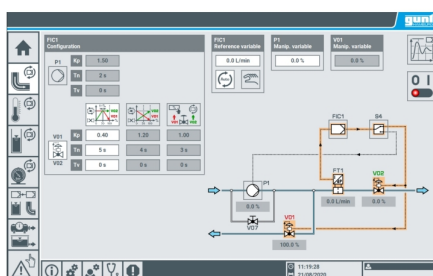 gunt
FIC1
Configuration
P1
Kp 1.50
Tn 2 s
Tv 0 s
V01
V02
Kp 0.40 1.20 1.00
Tn 5 s 4 s 3 s
Tv 0 s 0 s 0 s
FIC1
Reference variable
0.0 L/min
P1
Manip. variable
0.0 %
V01
Manip. variable
0.0 %
0 I
FIC1
S4
P1
0.0 %
V07
FT1
0.0 L/min
V02
0.0 %
V01
100.0 %
11:19:28
21/08/2020